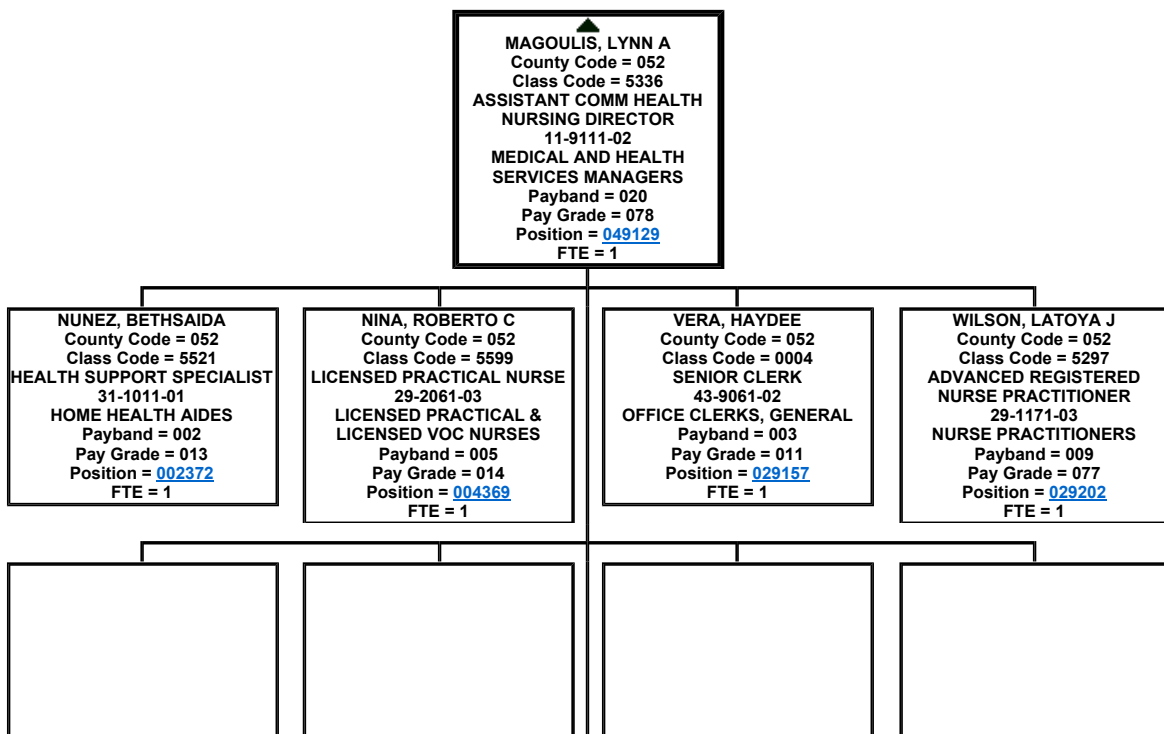 MAGOULIS, LYNN A
County Code = 052
Class Code = 5336
ASSISTANT COMM HEALTH
NURSING DIRECTOR
11-9111-02
MEDICAL AND HEALTH
SERVICES MANAGERS
Payband = 020
Pay Grade = 078
Position = 049129
FTE = 1
NUNEZ, BETHSAIDA
County Code = 052
Class Code = 5521
HEALTH SUPPORT SPECIALIST
31-1011-01
HOME HEALTH AIDES
Payband = 002
Pay Grade = 013
Position = 002372
FTE = 1
NINA, ROBERTO C
County Code = 052
Class Code = 5599
LICENSED PRACTICAL NURSE
29-2061-03
LICENSED PRACTICAL &
LICENSED VOC NURSES
Payband = 005
Pay Grade = 014
Position = 004369
FTE = 1
VERA, HAYDEE
County Code = 052
Class Code = 0004
SENIOR CLERK
43-9061-02
OFFICE CLERKS, GENERAL
Payband = 003
Pay Grade = 011
Position = 029157
FTE = 1
WILSON, LATOYA J
County Code = 052
Class Code = 5297
ADVANCED REGISTERED
NURSE PRACTITIONER
29-1171-03
NURSE PRACTITIONERS
Payband = 009
Pay Grade = 077
Position = 029202
FTE = 1